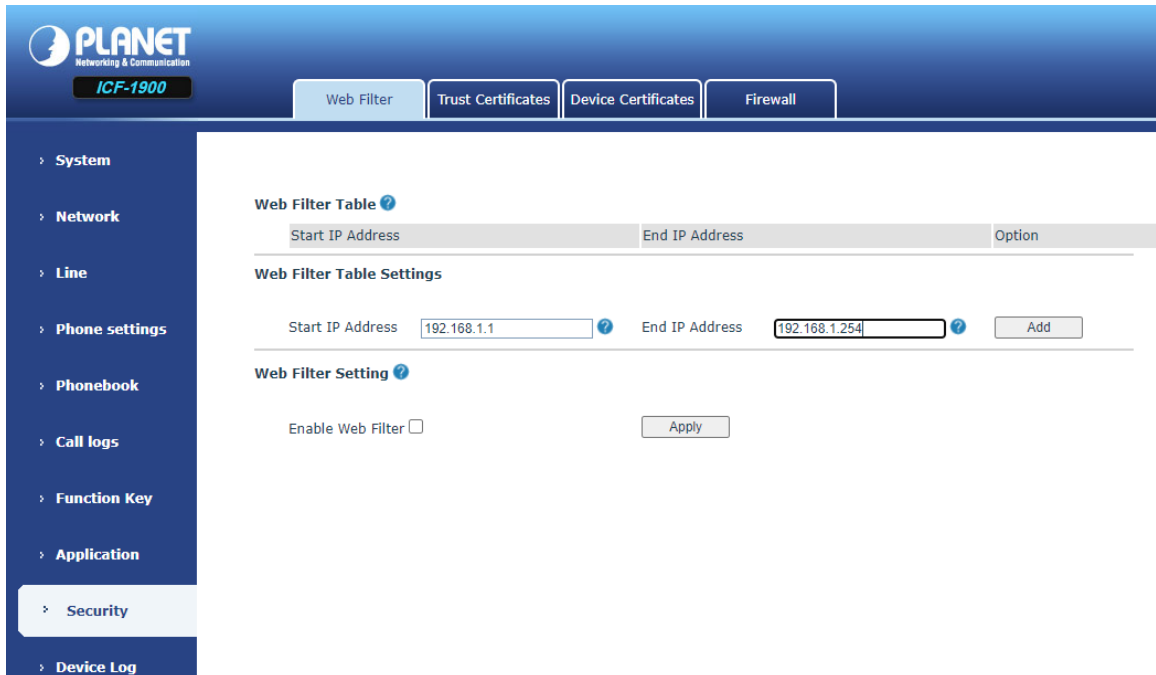 PLANET
Networking & Communication
ICF-1900
Web Filter
Trust Certificates
Device Certificates
Firewall
› System
› Network
› Line
› Phone settings
› Phonebook
› Call logs
› Function Key
› Application
› Security
› Device Log
Web Filter Table ?
Start IP Address End IP Address Option
Web Filter Table Settings
Start IP Address 192.168.1.1 ? End IP Address 192.168.1.254 ? Add
Web Filter Setting ?
Enable Web Filter Apply